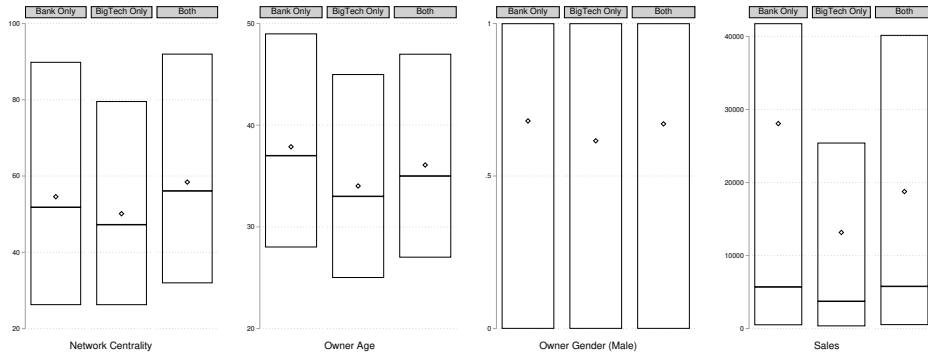 Bank Only BigTech Only Both
100
80
60
40
20
Network Centrality
Bank Only BigTech Only Both
50
40
30
20
Owner Age
Bank Only BigTech Only Both
1
.5
0
Owner Gender (Male)
Bank Only BigTech Only Both
40000
30000
20000
10000
0
Sales